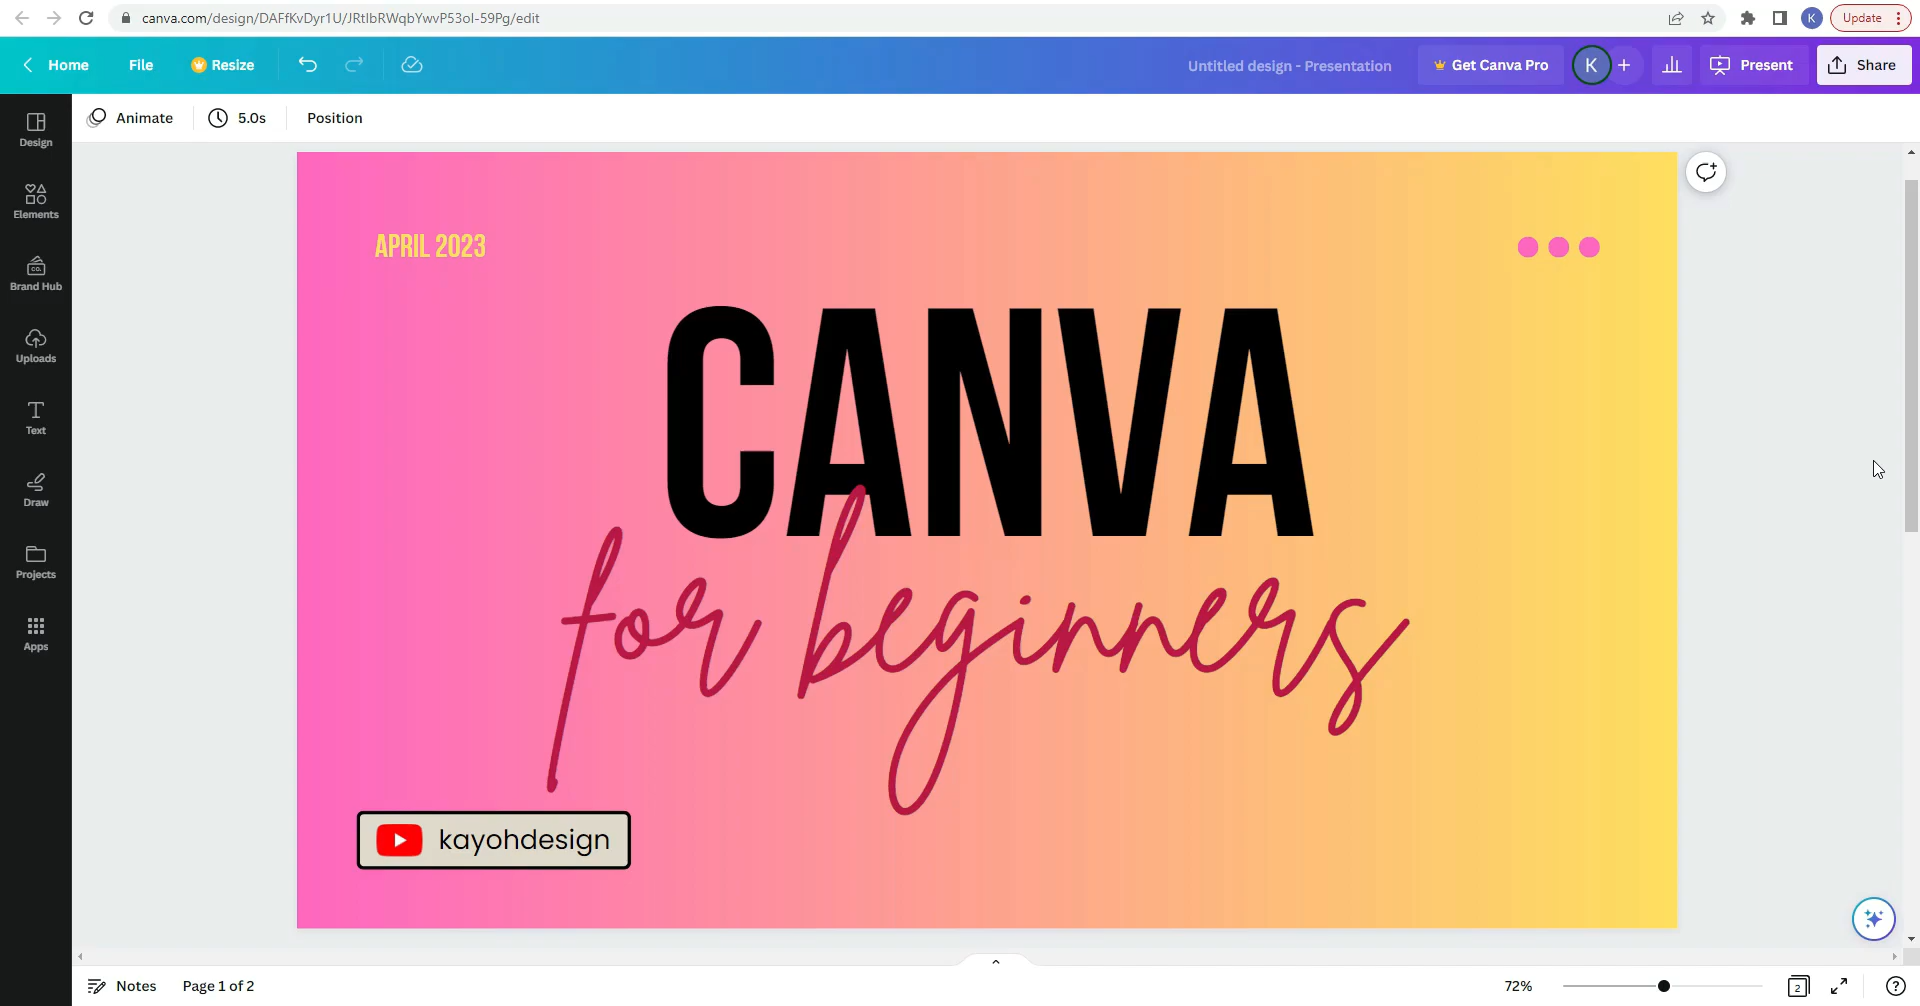 canva.com/design/DAFfKvDyr1U/JRtIbRWqbYwvP53oI-59Pg/edit
K
Update
Home
File
Resize
Untitled design - Presentation
Get Canva Pro
K
Present
Share
Animate
5.0s
Position
Design
Elements
CO.
Brand Hub
Uploads
Text
Draw
Projects
Apps
APRIL 2023
CANVA
for beginners
kayohdesign
Notes
Page 1 of 2
72%
2
?